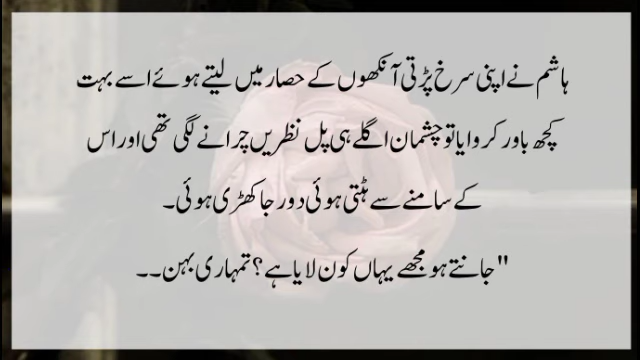 ہاشم نے اپنی سرخ پڑتی آنکھوں کے حصار میں لیتے ہوئے اسے بہت
کچھ باور کروایا تو چشمان اگلے ہی پل نظریں چرانے لگی تھی اور اس
کے سامنے سے ہٹتی ہوئی دور جا کھڑی ہوئی۔
"جانتے ہو مجھے یہاں کون لایا ہے؟ تمہاری بہن۔۔